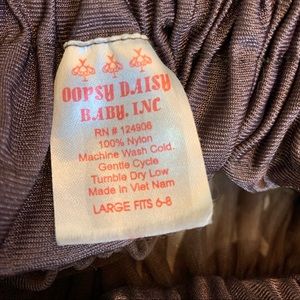 OOPSY DAISY
BABY, INC
RN # 124906
100% Nylon
Machine Wash Cold.
Gentle Cycle
Tumble Dry Low
Made in Viet Nam
LARGE FITS 6-8